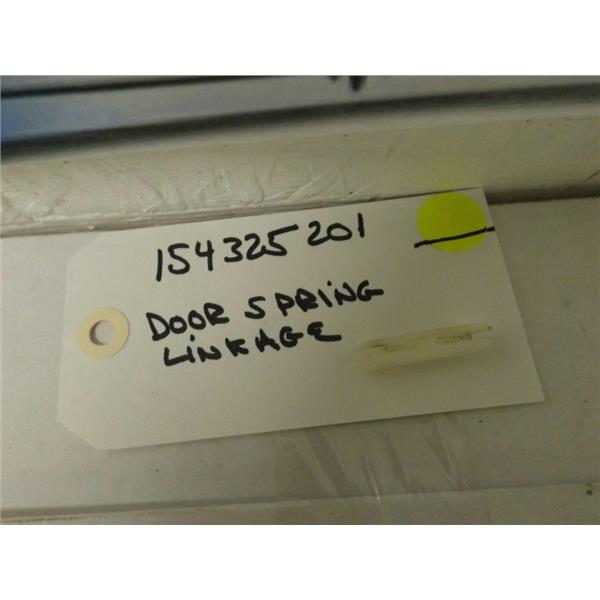 154325201
DOOR SPRING
LINKAGE